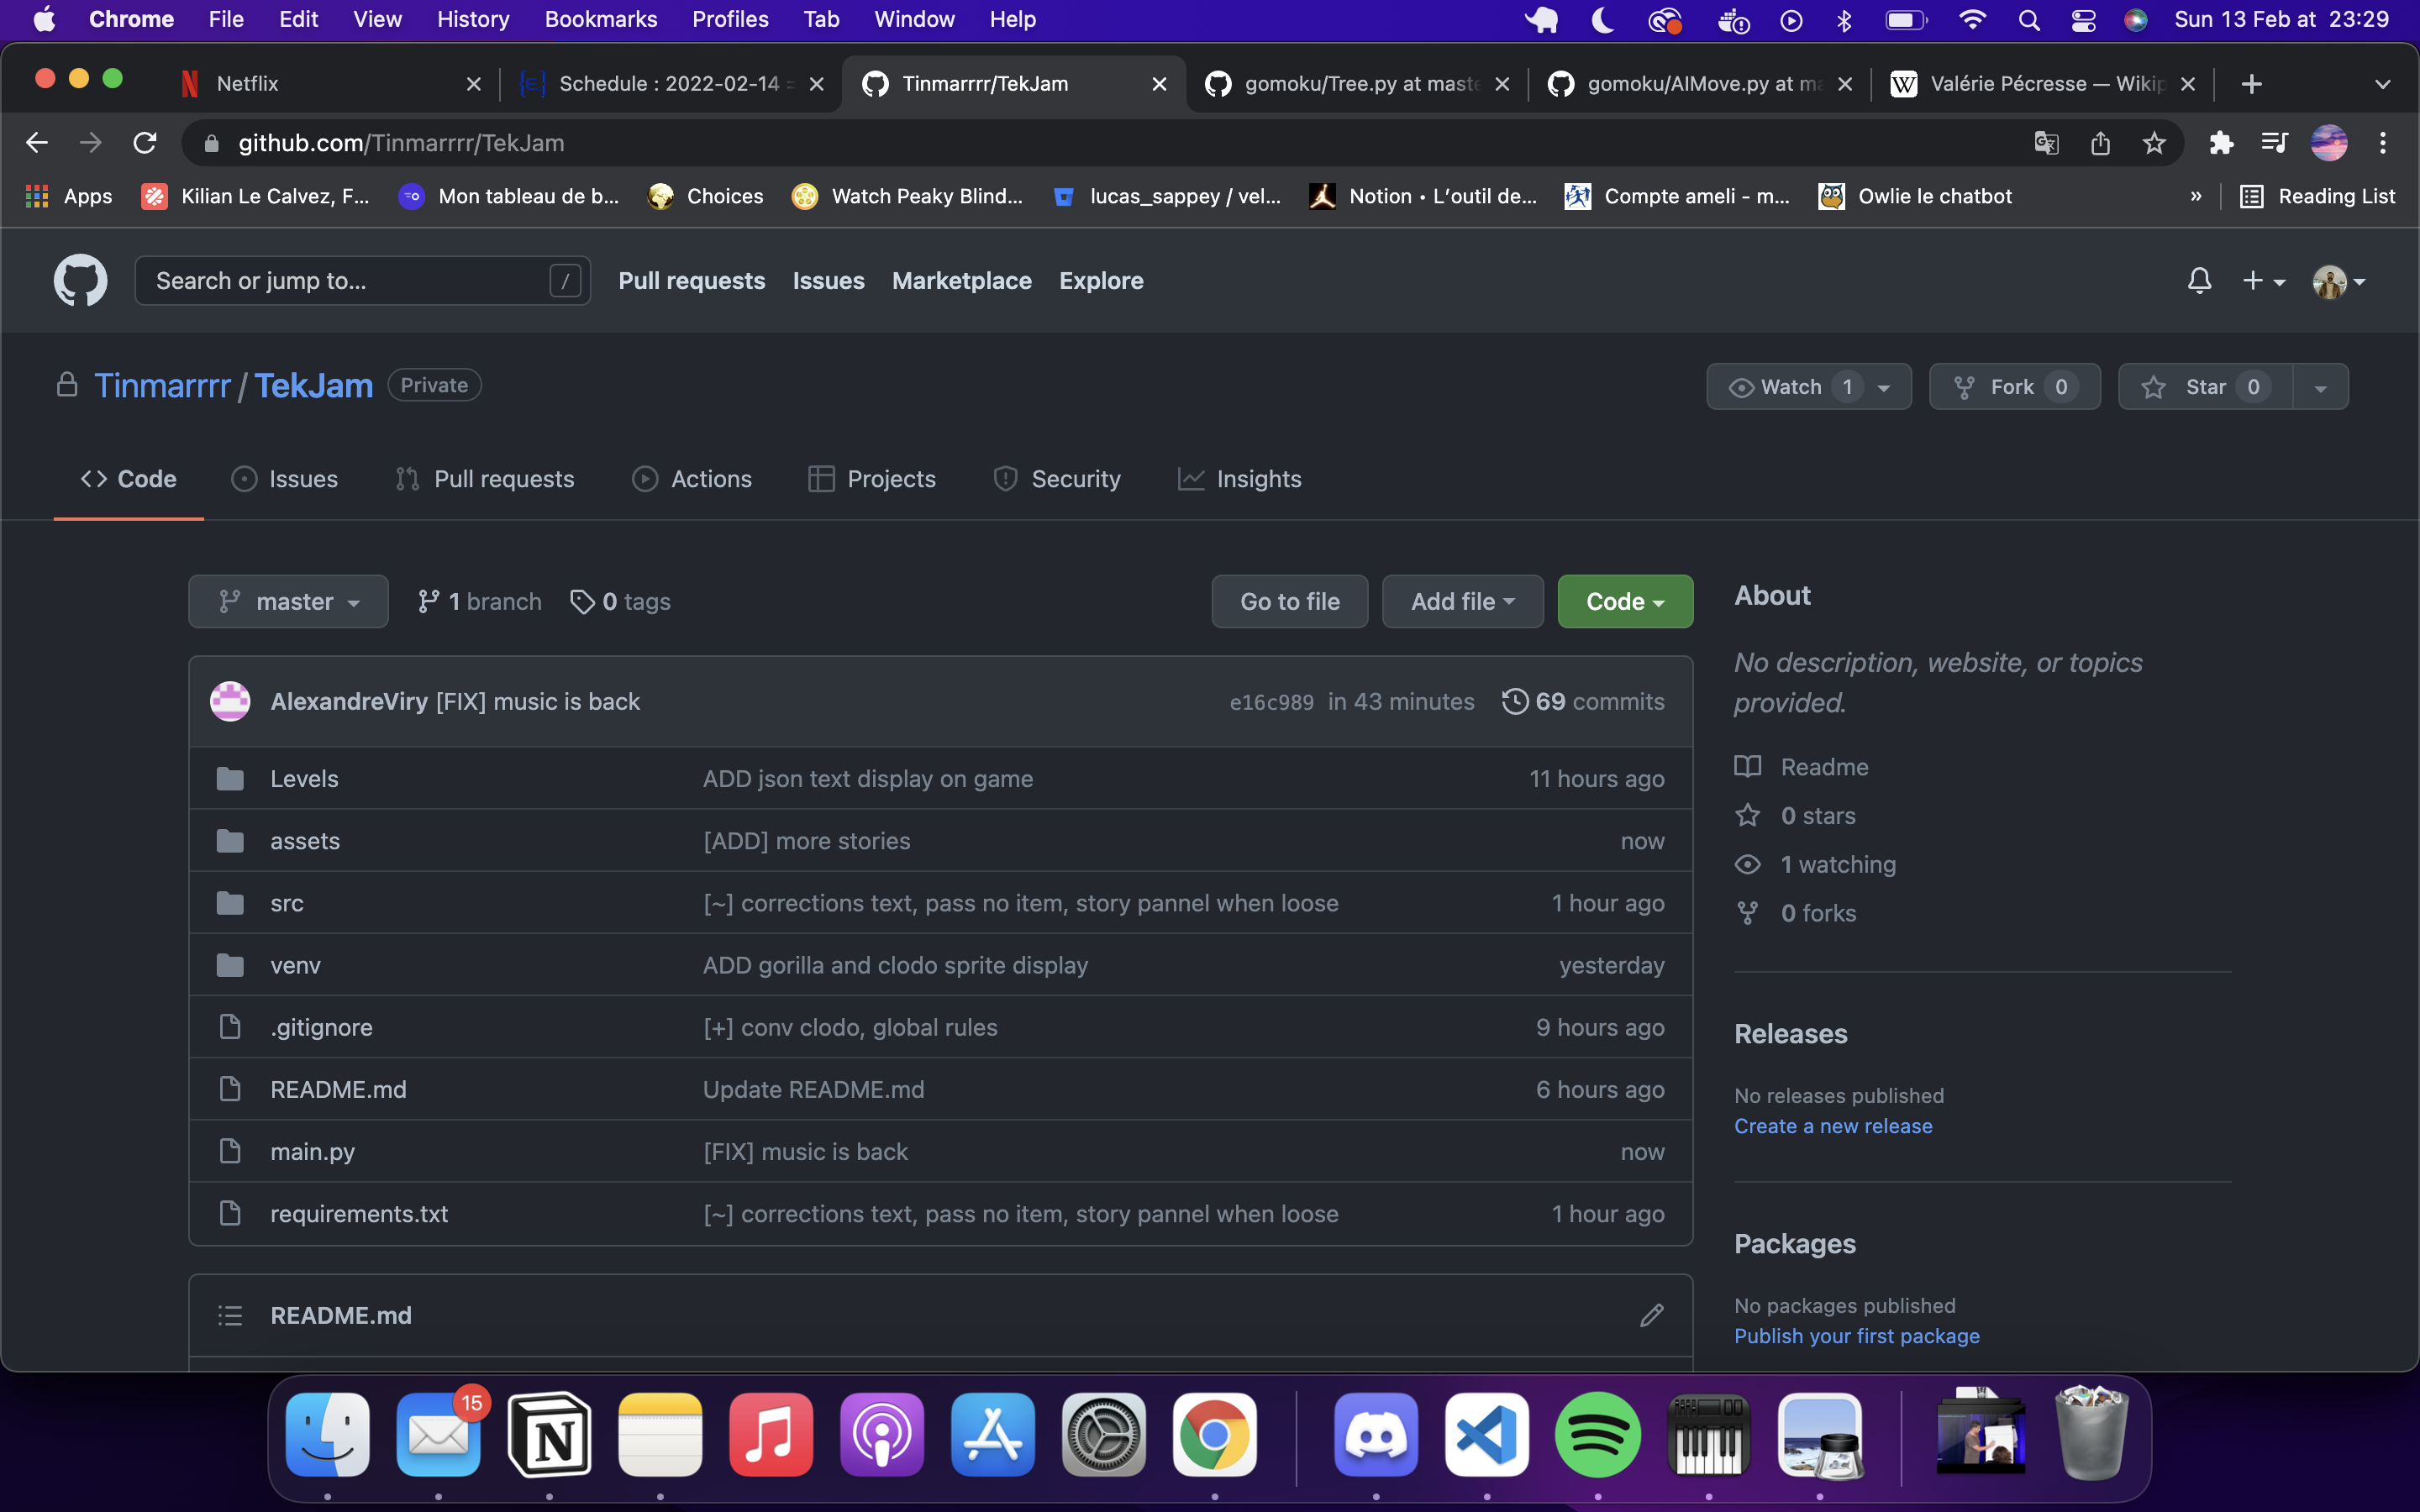 Chrome File Edit View History Bookmarks Profiles Tab Window Help Sun 13 Feb at 23:29
Netflix Schedule : 2022-02-14 Tinmarrrr/TekJam gomoku/Tree.py at maste gomoku/AIMove.py at ma Valérie Pécresse — Wikip
github.com/Tinmarrrr/TekJam
Apps Kilian Le Calvez, F... Mon tableau de b... Choices Watch Peaky Blind... lucas_sappey / vel... Notion • L'outil de... Compte ameli - m... Owlie le chatbot » Reading List
Search or jump to... / Pull requests Issues Marketplace Explore
Tinmarrrr / TekJam Private Watch 1 Fork 0 Star 0
Code Issues Pull requests Actions Projects Security Insights
master 1 branch 0 tags Go to file Add file Code
AlexandreViry [FIX] music is back e16c989 in 43 minutes 69 commits
Levels ADD json text display on game 11 hours ago
assets [ADD] more stories now
src [~] corrections text, pass no item, story pannel when loose 1 hour ago
venv ADD gorilla and clodo sprite display yesterday
.gitignore [+] conv clodo, global rules 9 hours ago
README.md Update README.md 6 hours ago
main.py [FIX] music is back now
requirements.txt [~] corrections text, pass no item, story pannel when loose 1 hour ago
README.md
About
No description, website, or topics
provided.
Readme
0 stars
1 watching
0 forks
Releases
No releases published
Create a new release
Packages
No packages published
Publish your first package
15